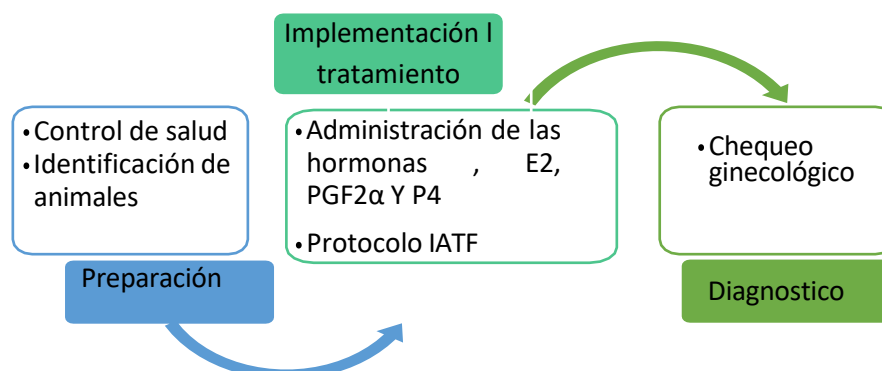 • Control de salud
• Identificación de
animales
Preparación
Implementación l
tratamiento
• Administración de las
hormonas , E2,
PGF2α Y P4
• Protocolo IATF
• Chequeo
ginecológico
Diagnostico